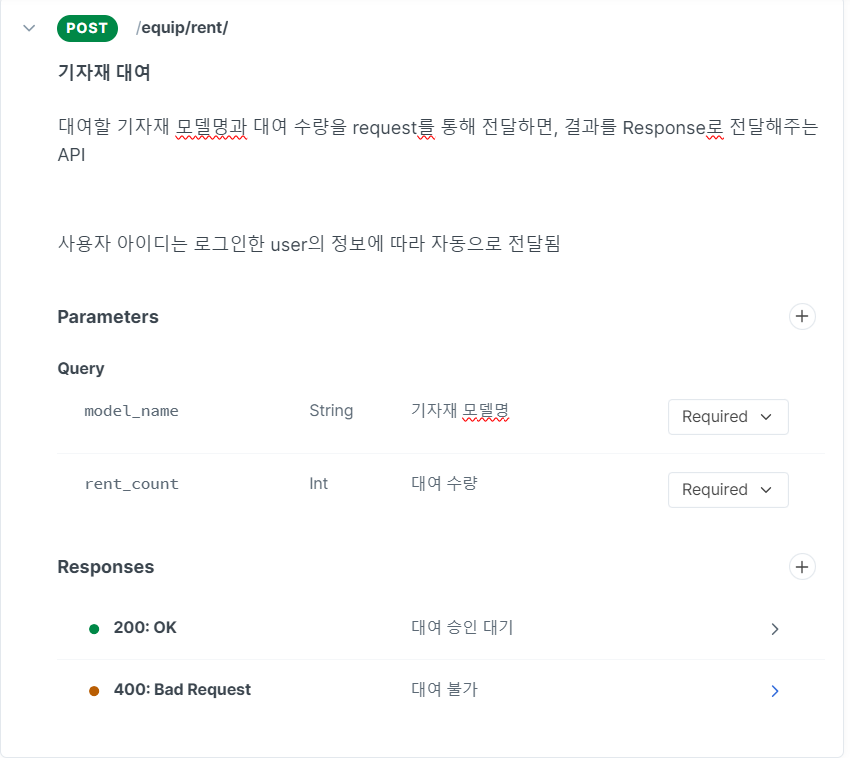 POST /equip/rent/
기자재 대여
대여할 기자재 모델명과 대여 수량을 request를 통해 전달하면, 결과를 Response로 전달해주는
API
사용자 아이디는 로그인한 user의 정보에 따라 자동으로 전달됨
Parameters
Query
model_name String 기자재 모델명 Required
rent_count Int 대여 수량 Required
Responses
200: OK 대여 승인 대기
400: Bad Request 대여 불가